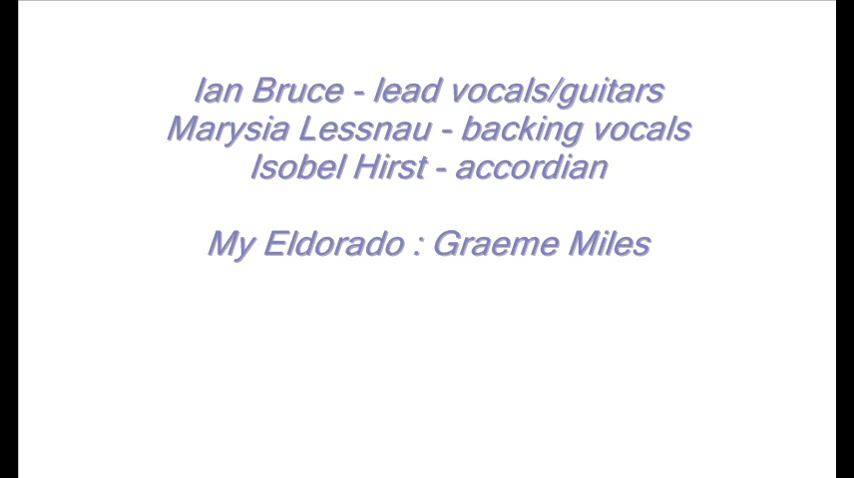 Ian Bruce - lead vocals/guitars
Marysia Lessnau - backing vocals
Isobel Hirst - accordian
My Eldorado : Graeme Miles